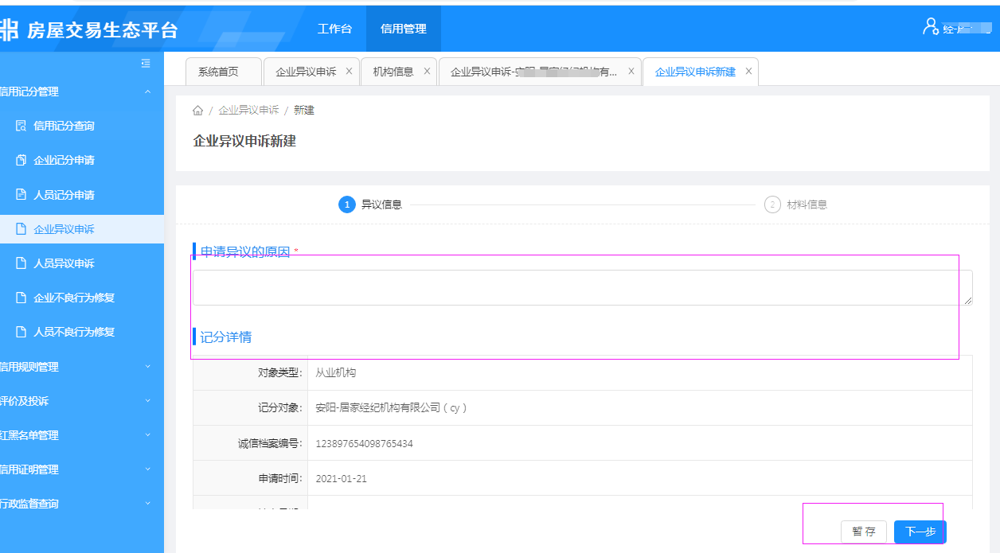 房屋交易生态平台
工作台
信用管理
系统首页
企业异议申诉
机构信息
企业异议申诉-安阳
有...
企业异议申诉新建
信用记分管理
信用记分查询
企业记分申请
人员记分申请
企业异议申诉
人员异议申诉
企业不良行为修复
人员不良行为修复
信用规则管理
评价及投诉
红黑名单管理
信用证明管理
行政监督查询
/ 企业异议申诉 / 新建
企业异议申诉新建
1 异议信息
2 材料信息
申请异议的原因 *
记分详情
对象类型: 从业机构
记分对象: 安阳-居家经纪机构有限公司 ( cy )
诚信档案编号: 123897654098765434
申请时间: 2021-01-21
暂 存
下一步